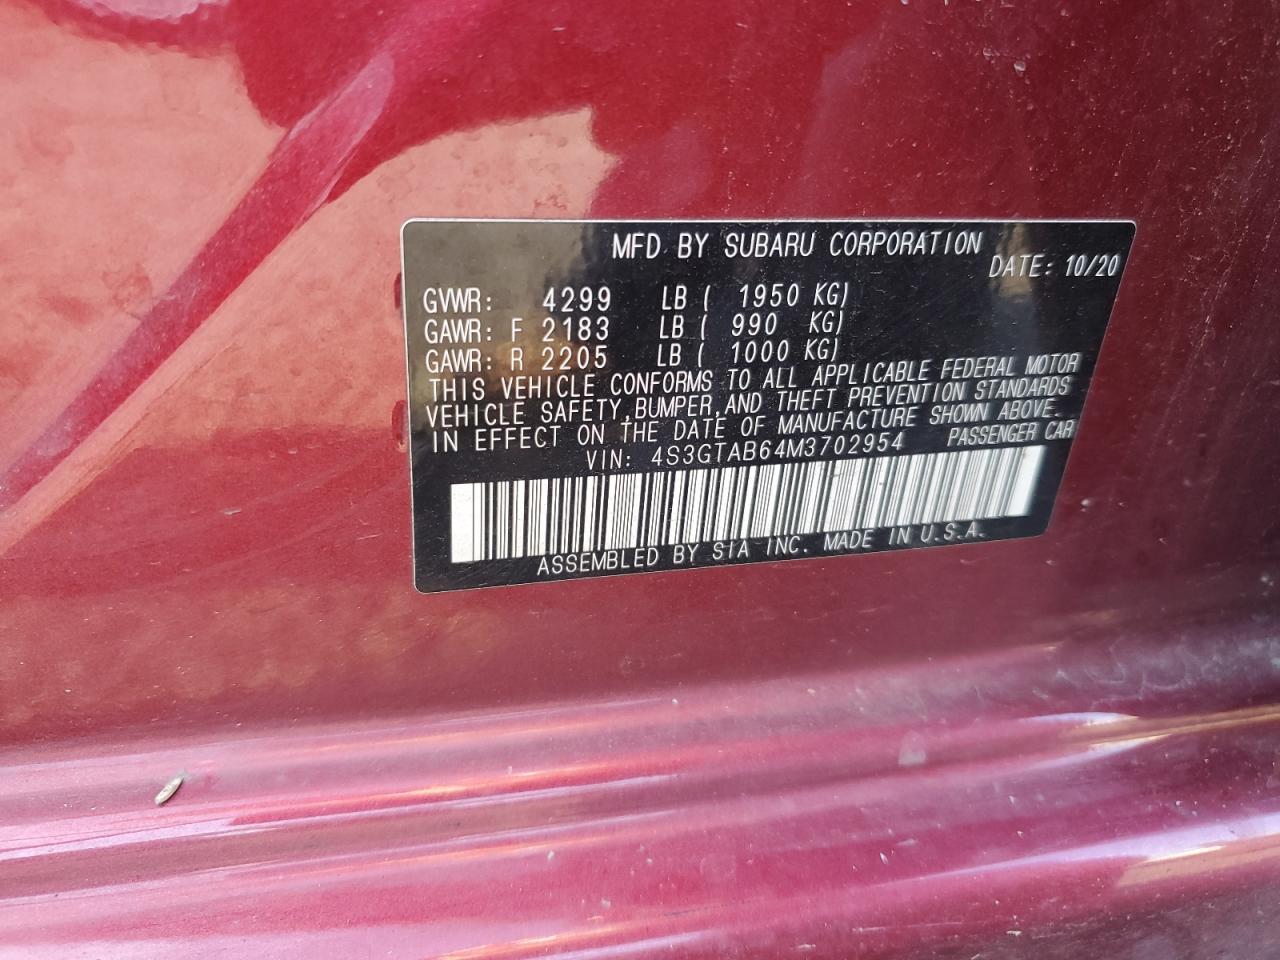 MFD BY SUBARU CORPORATION
DATE: 10/20
GVWR: 4299 LB ( 1950 KG)
GAWR: F 2183 LB ( 990 KG)
GAWR: R 2205 LB ( 1000 KG)
THIS VEHICLE CONFORMS TO ALL APPLICABLE FEDERAL MOTOR
VEHICLE SAFETY,BUMPER,AND THEFT PREVENTION STANDARDS
IN EFFECT ON THE DATE OF MANUFACTURE SHOWN ABOVE.
VIN: 4S3GTAB64M3702954 PASSENGER CAR
ASSEMBLED BY SIA INC. MADE IN U.S.A.